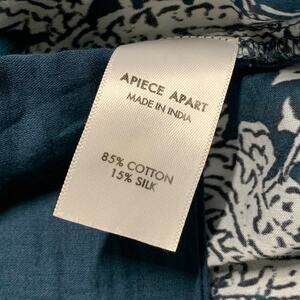 APIECE APART
MADE IN INDIA
85% COTTON
15% SILK